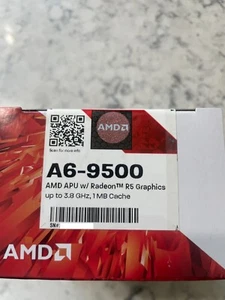 AMD
Scan for more info
A6-9500
AMD APU w/ Radeon™ R5 Graphics
up to 3.8 GHz, 1 MB Cache
SN#
AMD